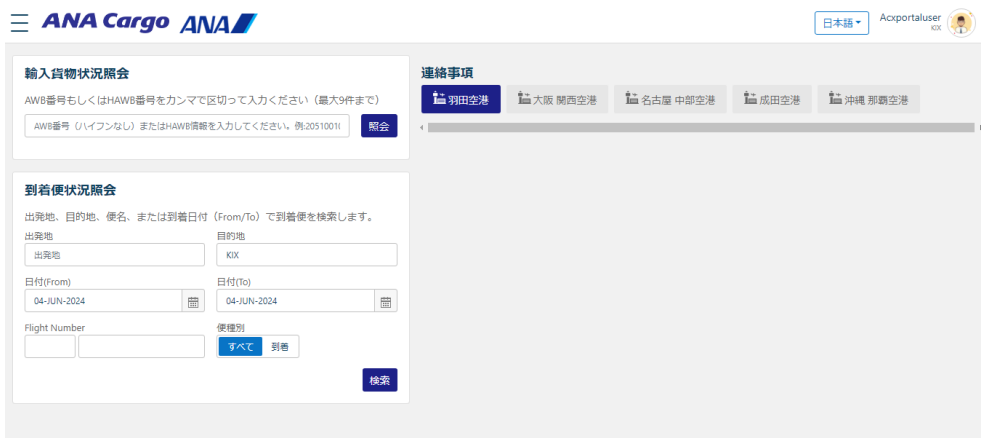 ANA Cargo ANA
日本語
Acxportaluser
KIX
輸入貨物状況照会
AWB番号もしくはHAWB番号をカンマで区切って入力ください（最大9件まで）
AWB番号（ハイフンなし）またはHAWB情報を入力してください。例:2051001(
照会
到着便状況照会
出発地、目的地、便名、または到着日付（From/To）で到着便を検索します。
出発地 目的地
出発地 KIX
日付(From) 日付(To)
04-JUN-2024 04-JUN-2024
Flight Number 便種別
すべて 到着
検索
連絡事項
羽田空港 大阪 関西空港 名古屋 中部空港 成田空港 沖縄 那覇空港